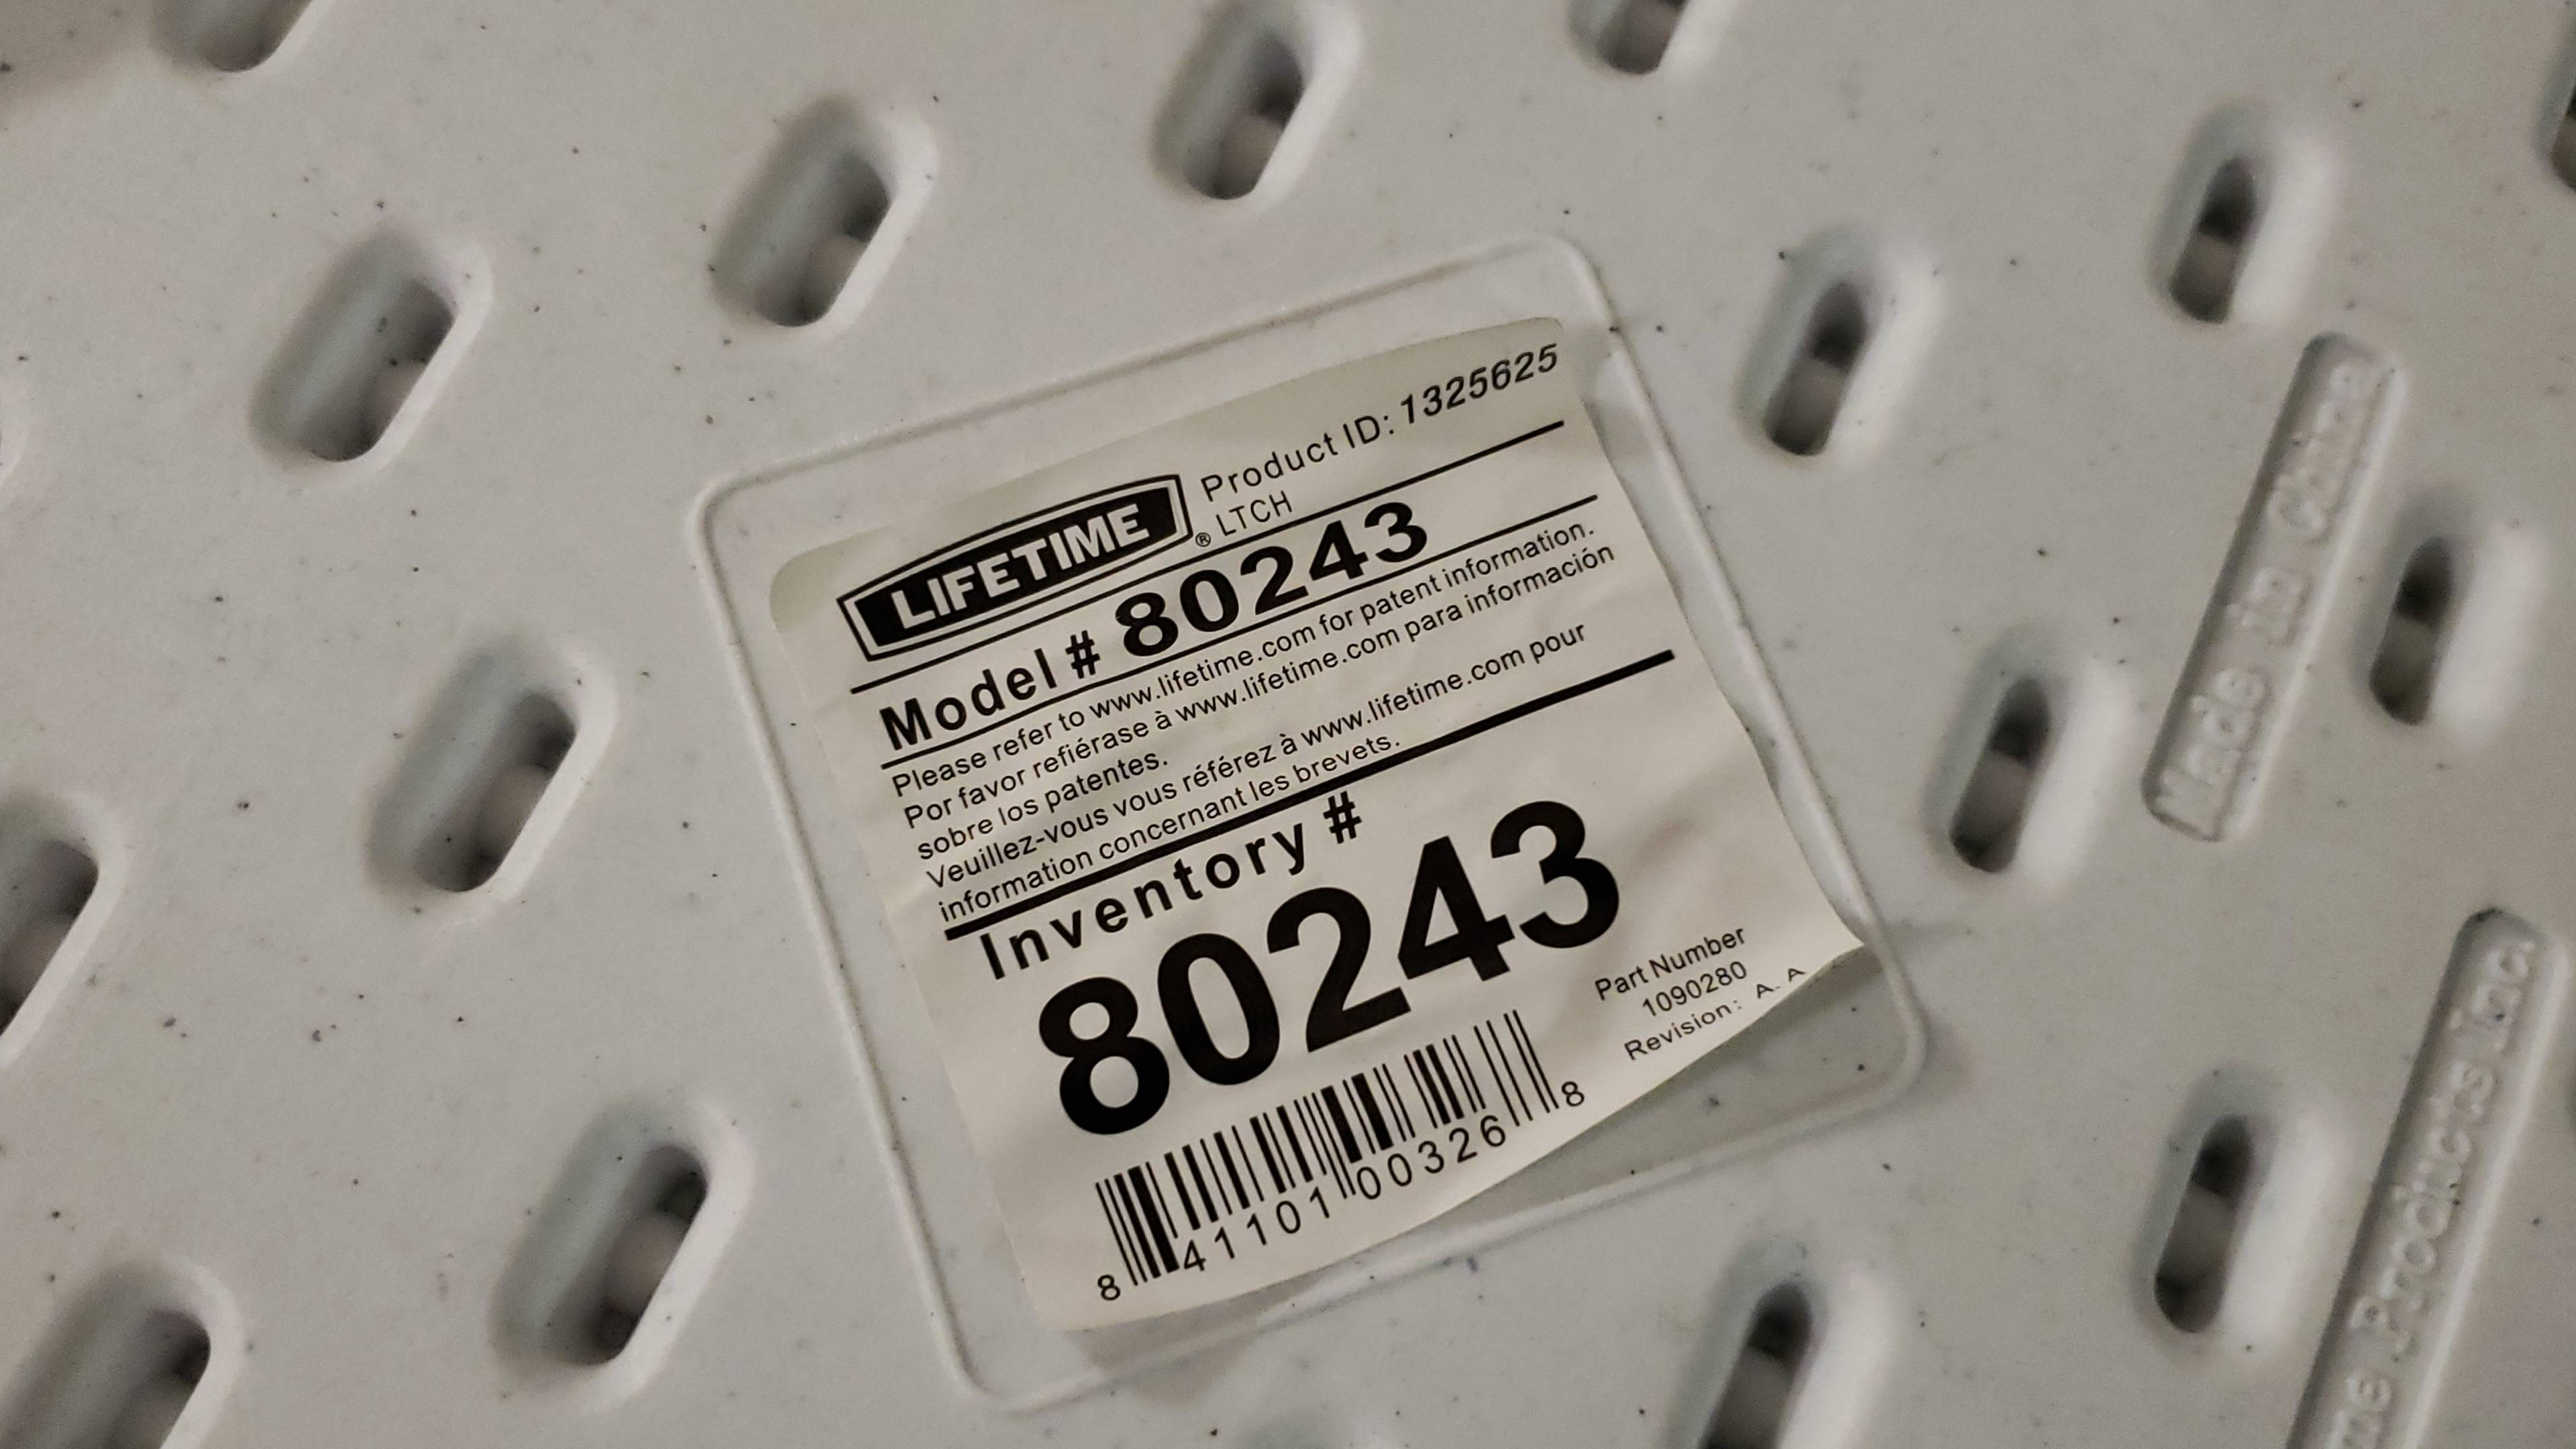 LIFETIME ®
Product ID: 1325625
LTCH
Model # 80243
Please refer to www.lifetime.com for patent information.
Por favor refiérase à www.lifetime.com para información
sobre los patentes.
Veuillez-vous vous référez à www.lifetime.com pour
information concernant les brevets.
Inventory #
80243
Part Number
1090280
Revision: A.A
8 41101 00326 8
Made in China
Products Inc.